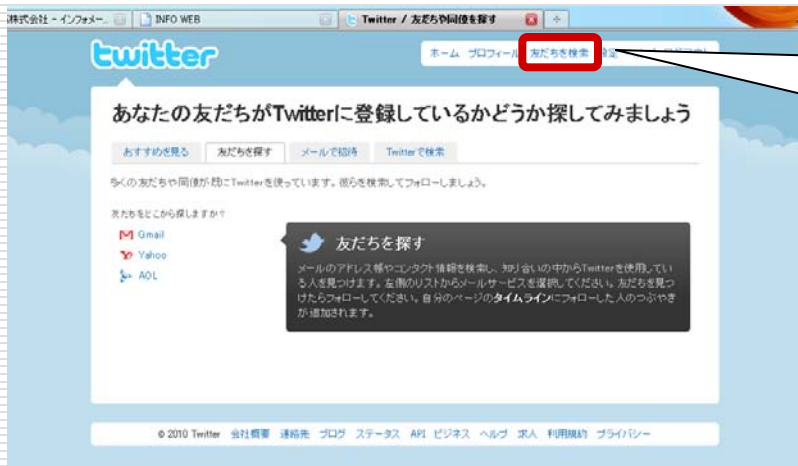 株式会社 - インフォメー...
INFO WEB
Twitter / 友だちや同僚を探す
twitter
ホーム プロフィール 友だちを検索
あなたの友だちがTwitterに登録しているかどうか探してみましょう
おすすめを見る 友だちを探す メールで招待 Twitterで検索
多くの友だちや同僚が既にTwitterを使っています。彼らを検索してフォローしましょう。
友だちをどこから探しますか?
Gmail
Yahoo
AOL
友だちを探す
メールのアドレス帳やコンタクト情報を検索し、知り合いの中からTwitterを使用してい
る人を見つけます。左側のリストからメールサービスを選択してください。友だちを見つ
けたらフォローしてください。自分のページのタイムラインにフォローした人のつぶやき
が追加されます。
© 2010 Twitter 会社概要 連絡先 ブログ ステータス API ビジネス ヘルプ 求人 利用規約 プライバシー